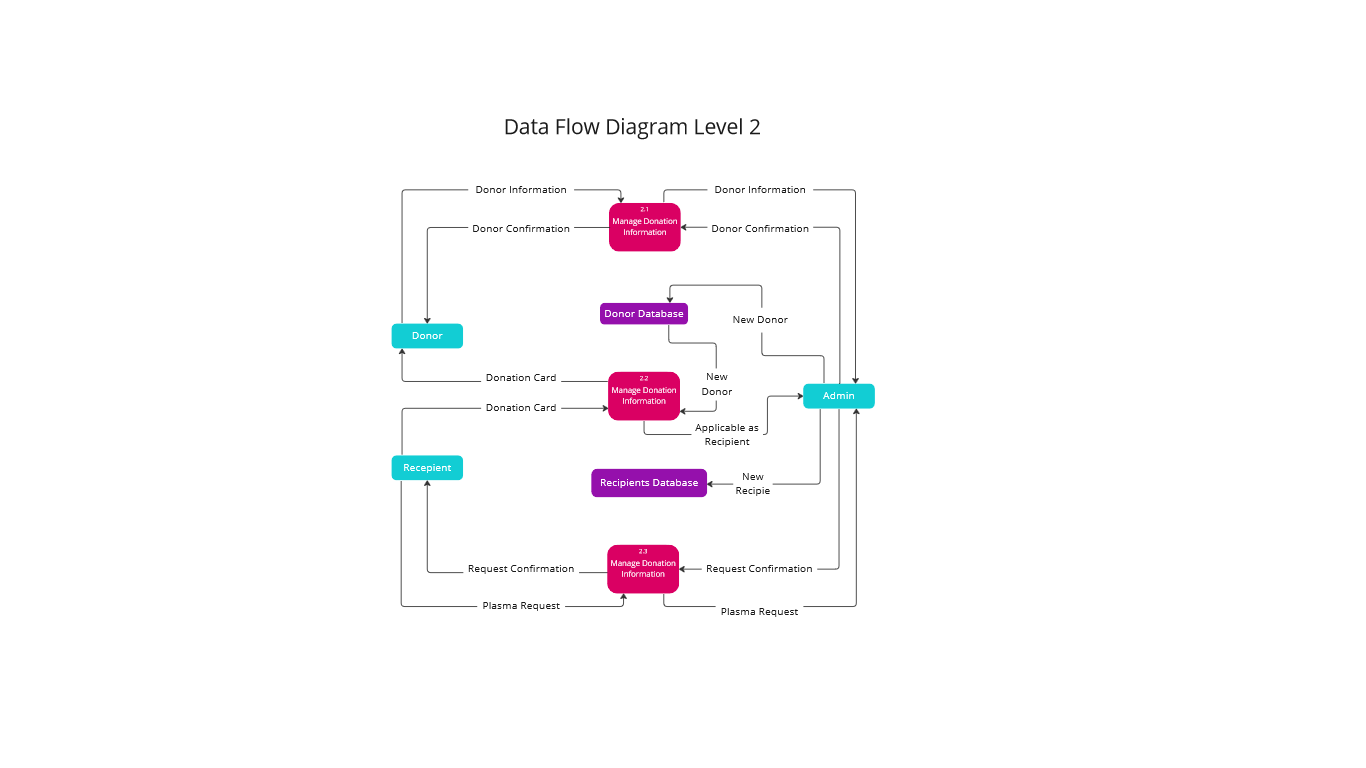 Data Flow Diagram Level 2
Donor Information
Donor Information
2.1
Manage Donation
Information
Donor Confirmation
Donor Confirmation
Donor Database
New Donor
Donor
Donation Card
2.2
Manage Donation
Information
New
Donor
Admin
Donation Card
Applicable as
Recipient
Recepient
Recipients Database
New
Recipie
2.3
Manage Donation
Information
Request Confirmation
Request Confirmation
Plasma Request
Plasma Request